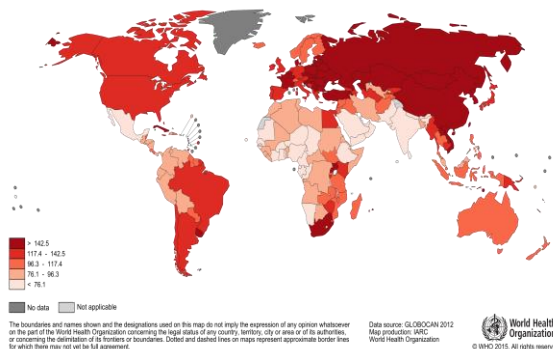 > 142.5
117.4 - 142.5
96.3 - 117.4
76.1 - 96.3
< 76.1
No data
Not applicable
The boundaries and names shown and the designations used on this map do not imply the expression of any opinion whatsoever
on the part of the World Health Organization concerning the legal status of any country, territory, city or area or of its authorities,
or concerning the delimitation of its frontiers or boundaries. Dotted and dashed lines on maps represent approximate border lines
for which there may not yet be full agreement.
Data source: GLOBOCAN 2012
Map production: IARC
World Health Organization
World Health
Organization
© WHO 2015. All rights reserved